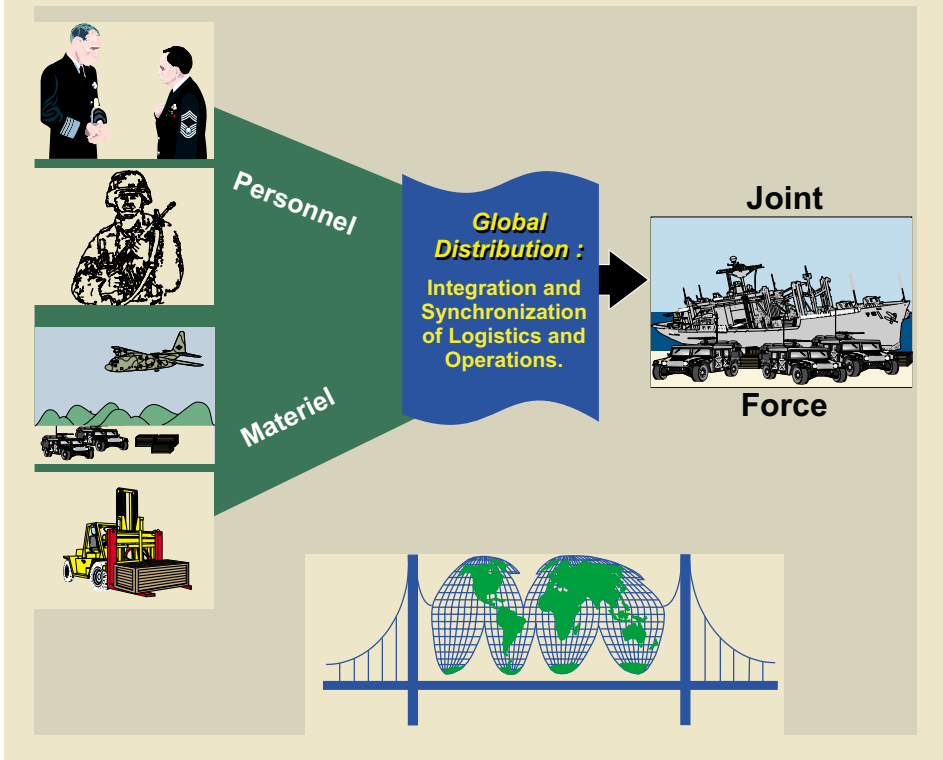 Personnel
Materiel
Global
Distribution :
Integration and
Synchronization
of Logistics and
Operations.
Joint
Force